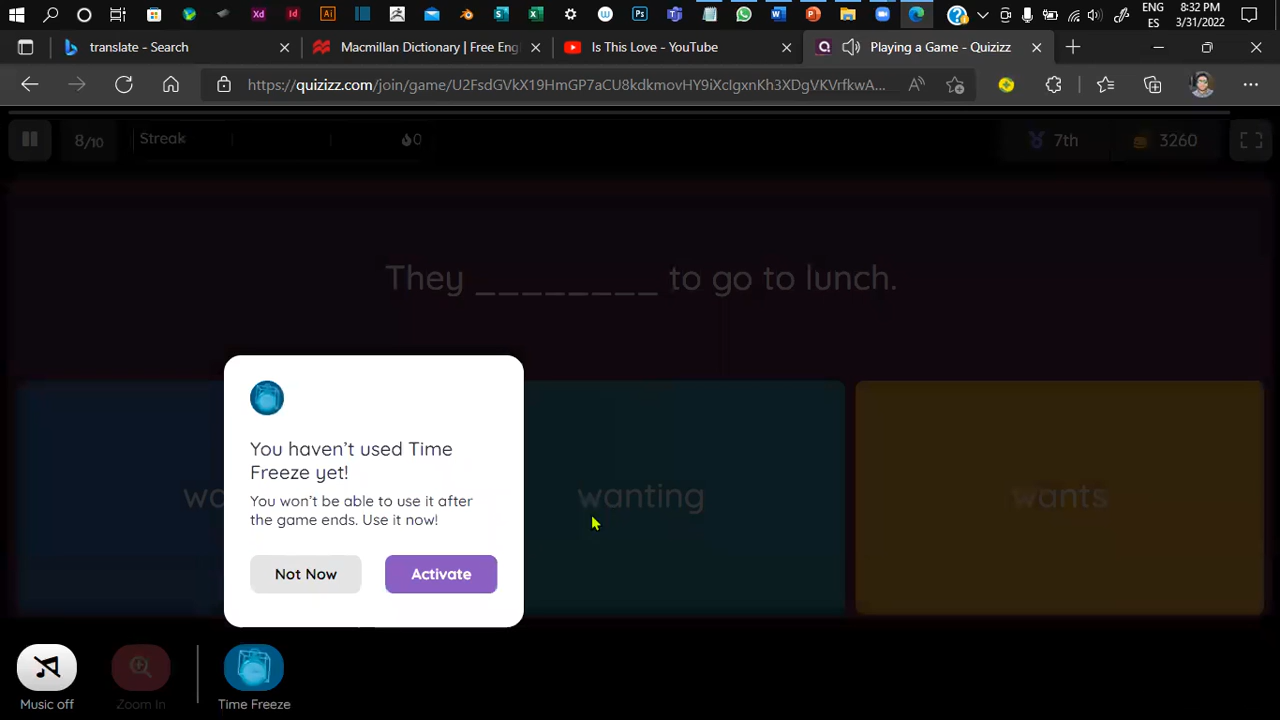 ENG
ES
8:32 PM
3/31/2022
translate - Search
Macmillan Dictionary | Free Eng
Is This Love - YouTube
Playing a Game - Quizizz
https://quizizz.com/join/game/U2FsdGVkX19HmGP7aCU8kdkmovHY9iXcIgxnKh3XDgVKVrfkwA...
8/10
Streak
0
7th
3260
They ________ to go to lunch.
wanting
wants
You haven't used Time
Freeze yet!
You won't be able to use it after
the game ends. Use it now!
Not Now
Activate
Music off
Zoom In
Time Freeze